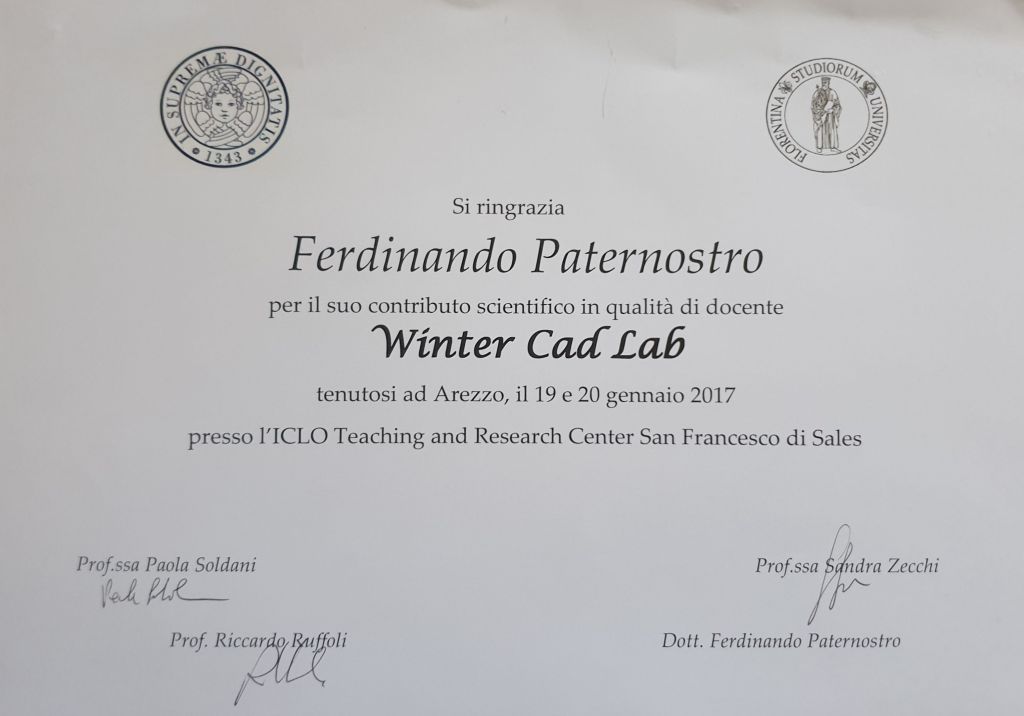 IN SUPREMÆ DIGNITATIS
1343
FLORENTINA STUDIORUM UNIVERSITAS
Si ringrazia
Ferdinando Paternostro
per il suo contributo scientifico in qualità di docente
Winter Cad Lab
tenutosi ad Arezzo, il 19 e 20 gennaio 2017
presso l'ICLO Teaching and Research Center San Francesco di Sales
Prof.ssa Paola Soldani
Prof.ssa Sandra Zecchi
Prof. Riccardo Ruffoli
Dott. Ferdinando Paternostro